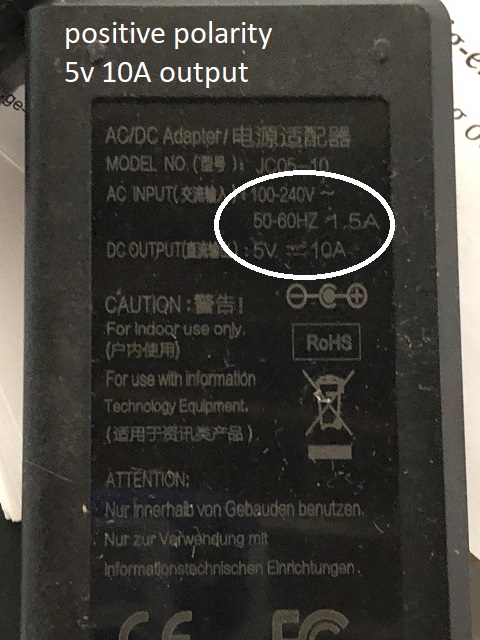 positive polarity
5v 10A output
AC/DC Adapter/电源适配器
MODEL NO.(型号): JC05-10
AC INPUT(交流输入): 100-240V~
50-60HZ 1.5A
DC OUTPUT(直流输出): 5V ⎓ 10A
CAUTION:警告!
For Indoor use only.
(户内使用)
RoHS
For use with information
Technology Equipment.
(适用于资讯类产品)
ATTENTION:
Nur innerhalb von Gebauden benutzen.
Nur zur Verwendung mit
Informationstechnischen Einrichtungen.
CE FC